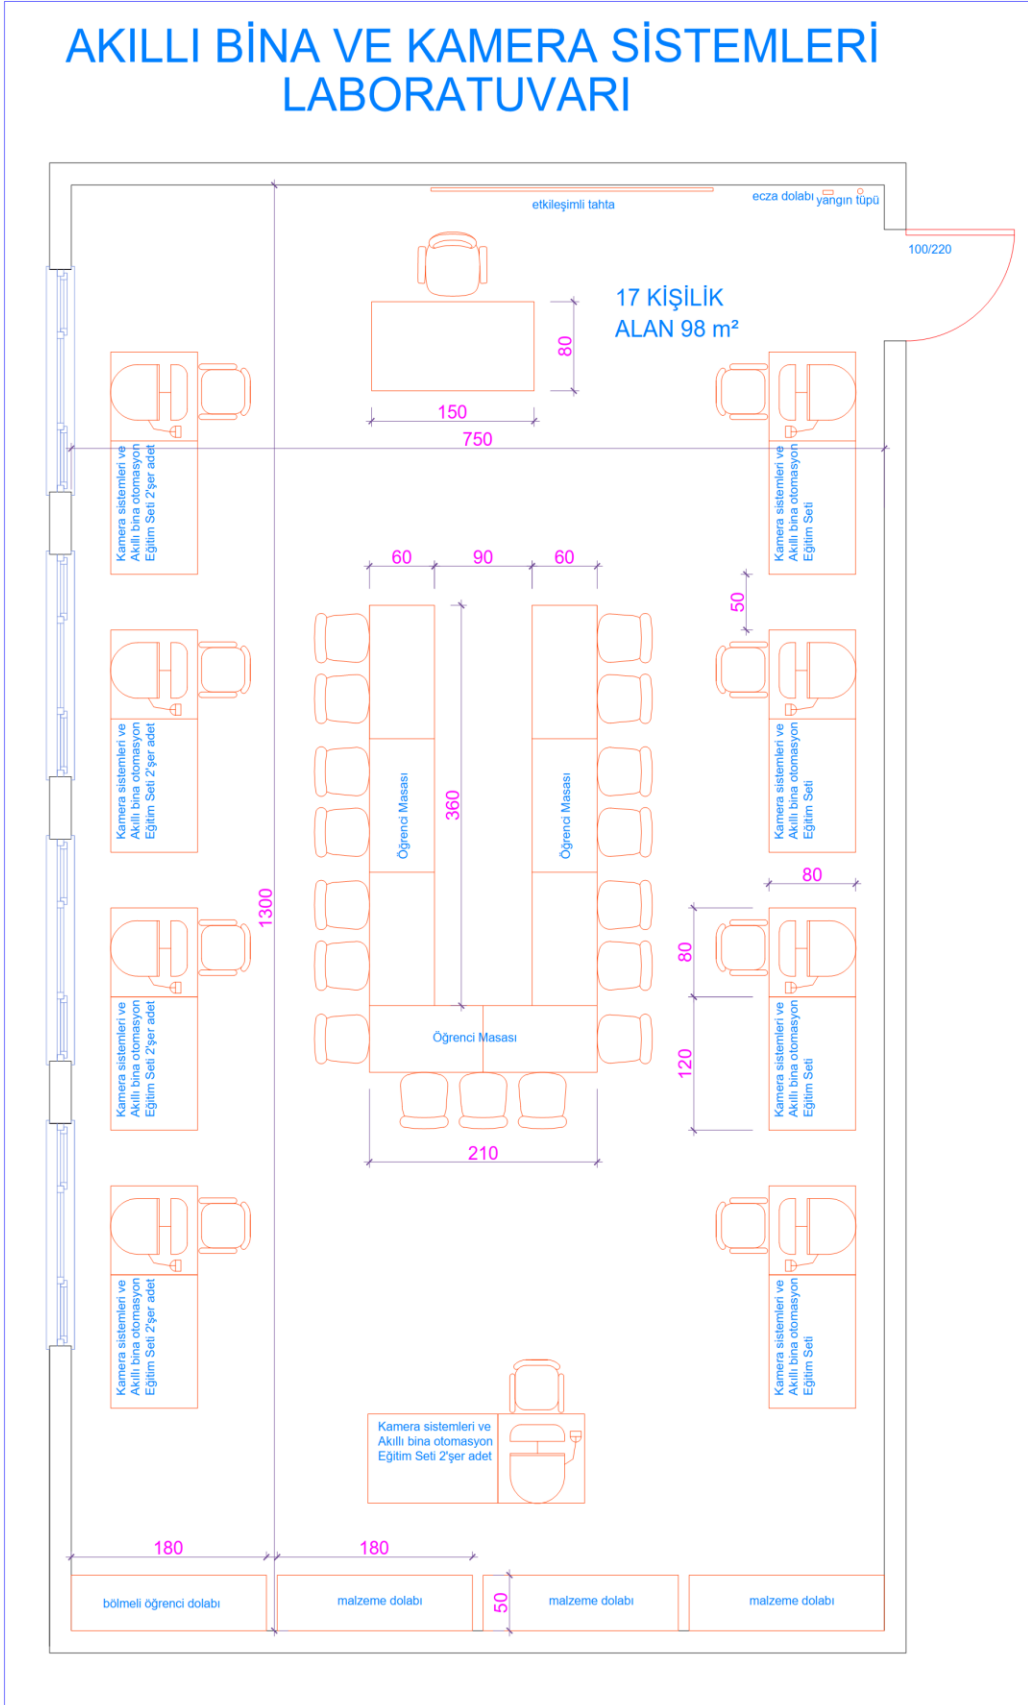 AKILLI BİNA VE KAMERA SİSTEMLERİ
LABORATUVARI
etkileşimli tahta
ecza dolabı
yangın tüpü
100/220
17 KİŞİLİK
ALAN 98 m²
80
150
750
Kamera sistemleri ve
Akıllı bina otomasyon
Eğitim Seti 2'şer adet
Kamera sistemleri ve
Akıllı bina otomasyon
Eğitim Seti
60
90
60
50
Kamera sistemleri ve
Akıllı bina otomasyon
Eğitim Seti 2'şer adet
Öğrenci Masası
360
Öğrenci Masası
Kamera sistemleri ve
Akıllı bina otomasyon
Eğitim Seti
1300
80
80
120
Kamera sistemleri ve
Akıllı bina otomasyon
Eğitim Seti 2'şer adet
Öğrenci Masası
Kamera sistemleri ve
Akıllı bina otomasyon
Eğitim Seti
210
Kamera sistemleri ve
Akıllı bina otomasyon
Eğitim Seti 2'şer adet
Kamera sistemleri ve
Akıllı bina otomasyon
Eğitim Seti
Kamera sistemleri ve
Akıllı bina otomasyon
Eğitim Seti 2'şer adet
180
180
50
bölmeli öğrenci dolabı
malzeme dolabı
malzeme dolabı
malzeme dolabı